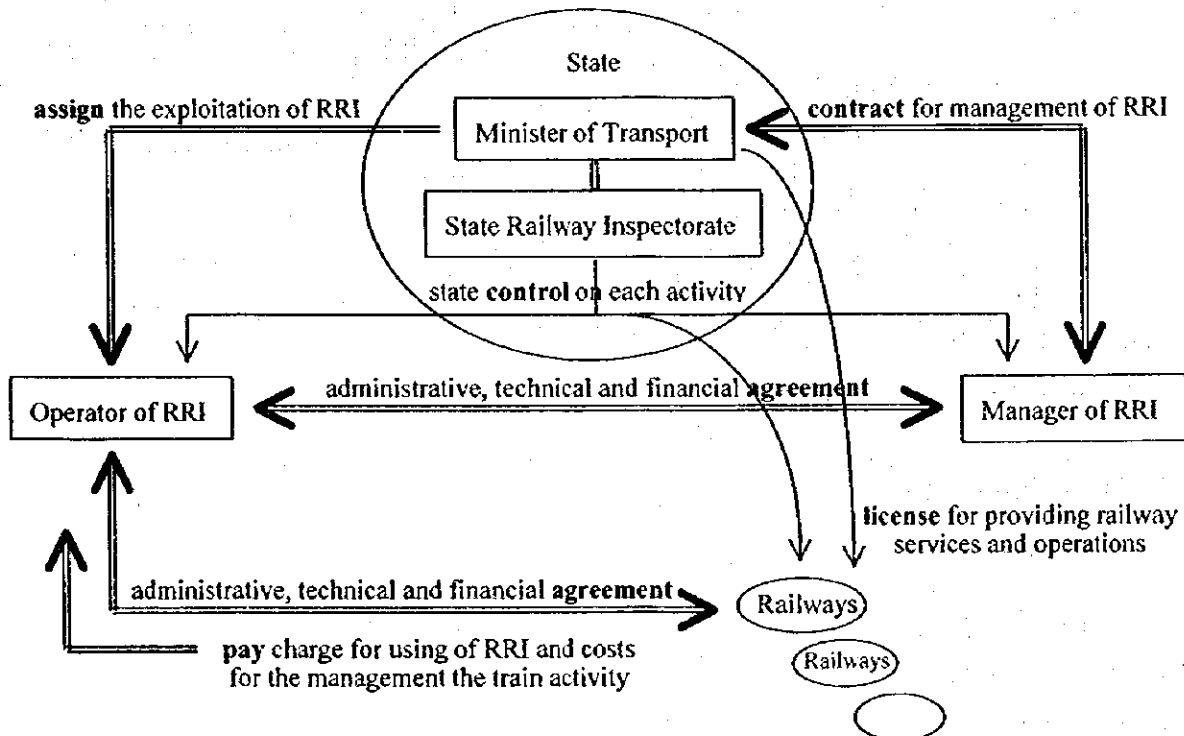 State
assign the exploitation of RRI
contract for management of RRI
Minister of Transport
State Railway Inspectorate
state control on each activity
administrative, technical and financial agreement
Operator of RRI
Manager of RRI
license for providing railway
services and operations
administrative, technical and financial agreement
Railways
pay charge for using of RRI and costs
for the management the train activity
Railways